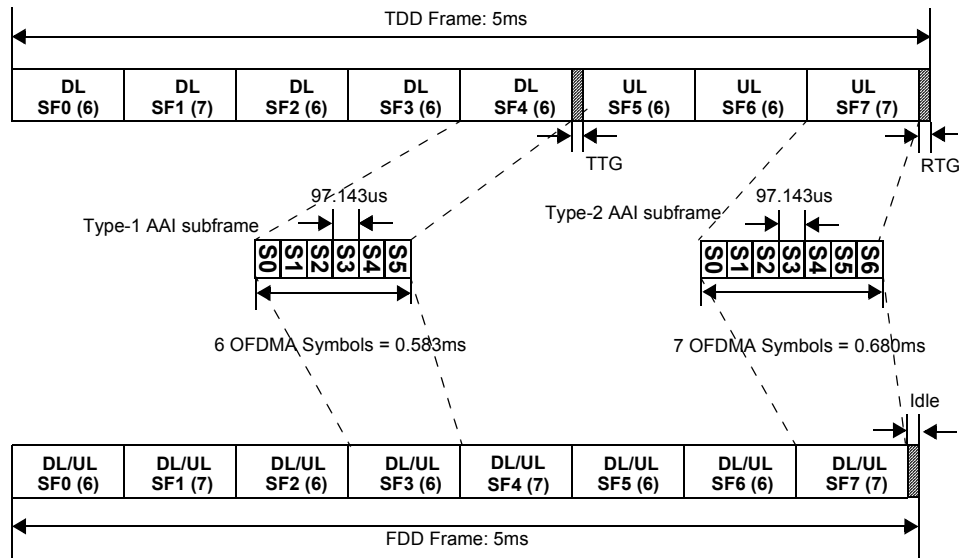 TDD Frame: 5ms
DL
SF0 (6)
DL
SF1 (7)
DL
SF2 (6)
DL
SF3 (6)
DL
SF4 (6)
UL
SF5 (6)
UL
SF6 (6)
UL
SF7 (7)
TTG
RTG
97.143us
97.143us
Type-1 AAI subframe
Type-2 AAI subframe
S0
S1
S2
S3
S4
S5
S0
S1
S2
S3
S4
S5
S6
6 OFDMA Symbols = 0.583ms
7 OFDMA Symbols = 0.680ms
Idle
DL/UL
SF0 (6)
DL/UL
SF1 (7)
DL/UL
SF2 (6)
DL/UL
SF3 (6)
DL/UL
SF4 (7)
DL/UL
SF5 (6)
DL/UL
SF6 (6)
DL/UL
SF7 (7)
FDD Frame: 5ms